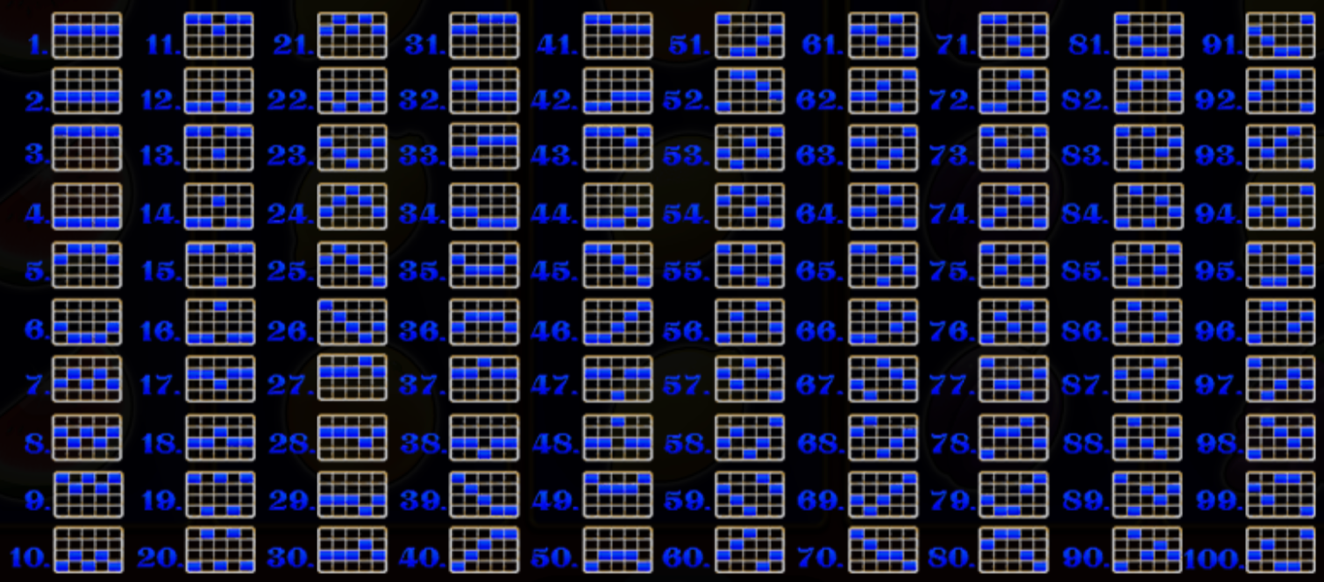 1. 11. 21. 31. 41. 51. 61. 71. 81. 91.
2. 12. 22. 32. 42. 52. 62. 72. 82. 92.
3. 13. 23. 33. 43. 53. 63. 73. 83. 93.
4. 14. 24. 34. 44. 54. 64. 74. 84. 94.
5. 15. 25. 35. 45. 55. 65. 75. 85. 95.
6. 16. 26. 36. 46. 56. 66. 76. 86. 96.
7. 17. 27. 37. 47. 57. 67. 77. 87. 97.
8. 18. 28. 38. 48. 58. 68. 78. 88. 98.
9. 19. 29. 39. 49. 59. 69. 79. 89. 99.
10. 20. 30. 40. 50. 60. 70. 80. 90. 100.